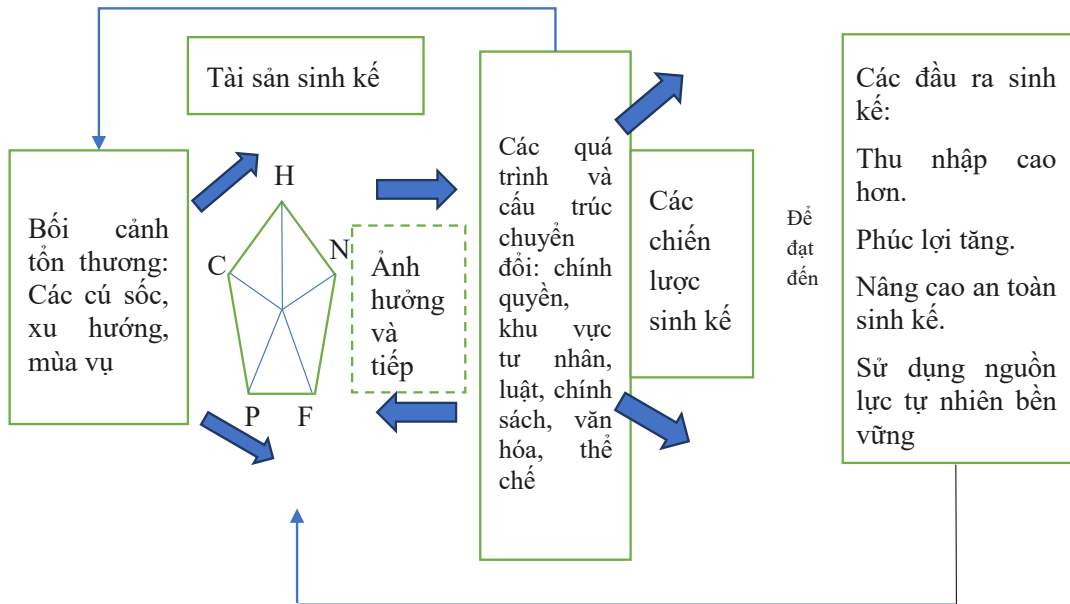 Tài sản sinh kế
Bối cảnh
tổn thương:
Các cú sốc,
xu hướng,
mùa vụ
H
C
N
P
F
Ảnh
hưởng
và
tiếp
Các quá
trình và
cấu trúc
chuyển
đổi: chính
quyền,
khu vực
tư nhân,
luật, chính
sách, văn
hóa, thể
chế
Các
chiến
lược
sinh kế
Để
đạt
đến
Các đầu ra sinh
kế:
Thu nhập cao
hơn.
Phúc lợi tăng.
Nâng cao an toàn
sinh kế.
Sử dụng nguồn
lực tự nhiên bền
vững